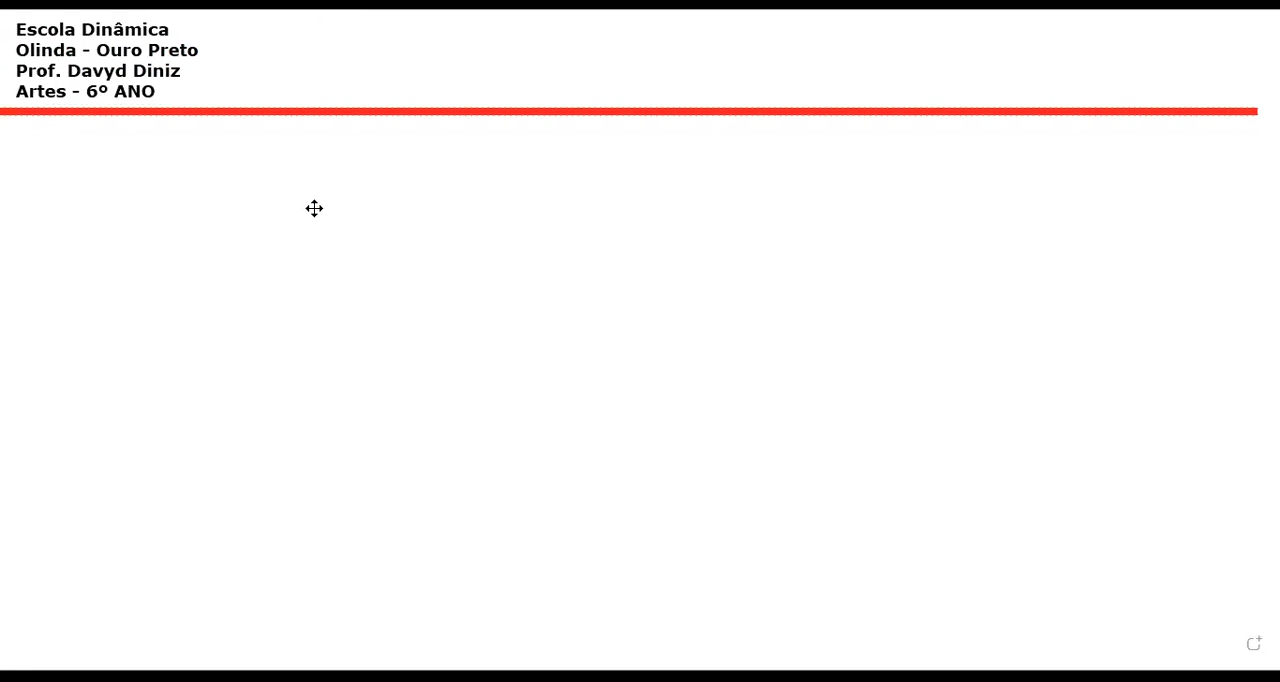 Escola Dinâmica
Olinda - Ouro Preto
Prof. Davyd Diniz
Artes - 6º ANO